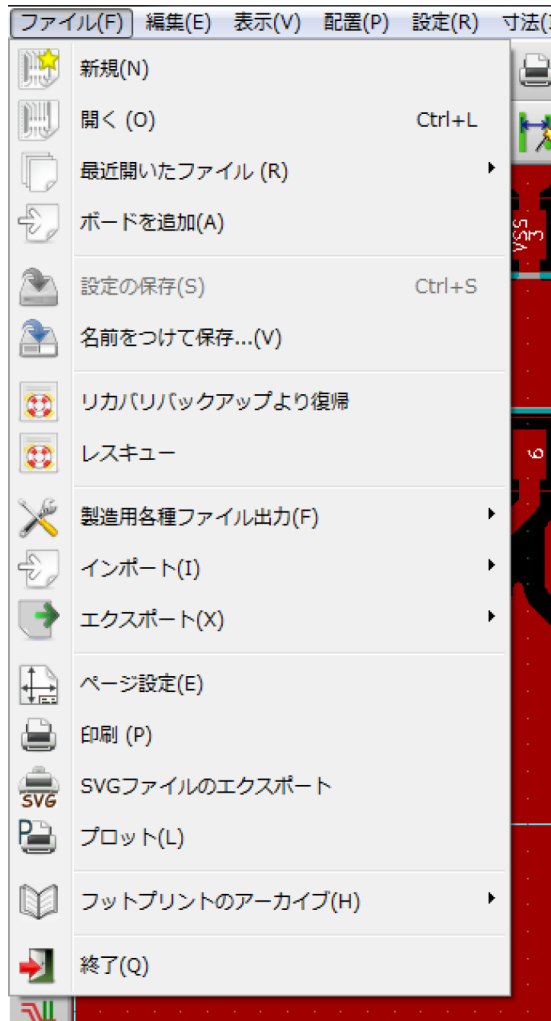 ファイル(F) 編集(E) 表示(V) 配置(P) 設定(R) 寸法(
新規(N)
開く (O) Ctrl+L
最近開いたファイル (R)
ボードを追加(A)
設定の保存(S) Ctrl+S
名前をつけて保存...(V)
リカバリバックアップより復帰
レスキュー
製造用各種ファイル出力(F)
インポート(I)
エクスポート(X)
ページ設定(E)
印刷 (P)
SVG
SVGファイルのエクスポート
プロット(L)
フットプリントのアーカイブ(H)
終了(Q)
VSS
3
6